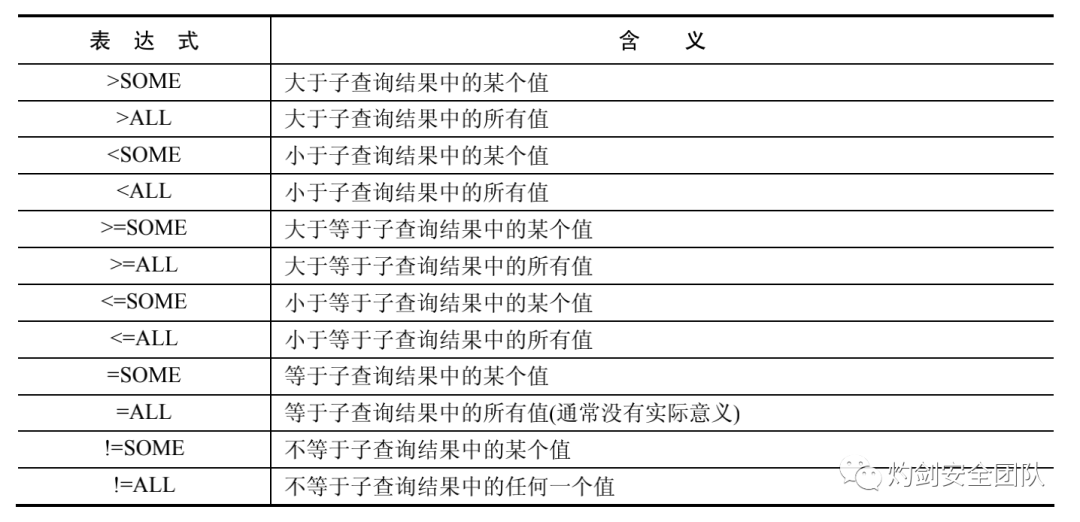 表 达 式 含 义
>SOME 大于子查询结果中的某个值
>ALL 大于子查询结果中的所有值
<SOME 小于子查询结果中的某个值
<ALL 小于子查询结果中的所有值
>=SOME 大于等于子查询结果中的某个值
>=ALL 大于等于子查询结果中的所有值
<=SOME 小于等于子查询结果中的某个值
<=ALL 小于等于子查询结果中的所有值
=SOME 等于子查询结果中的某个值
=ALL 等于子查询结果中的所有值(通常没有实际意义)
!=SOME 不等于子查询结果中的某个值
!=ALL 不等于子查询结果中的任何一个值
灼剑安全团队